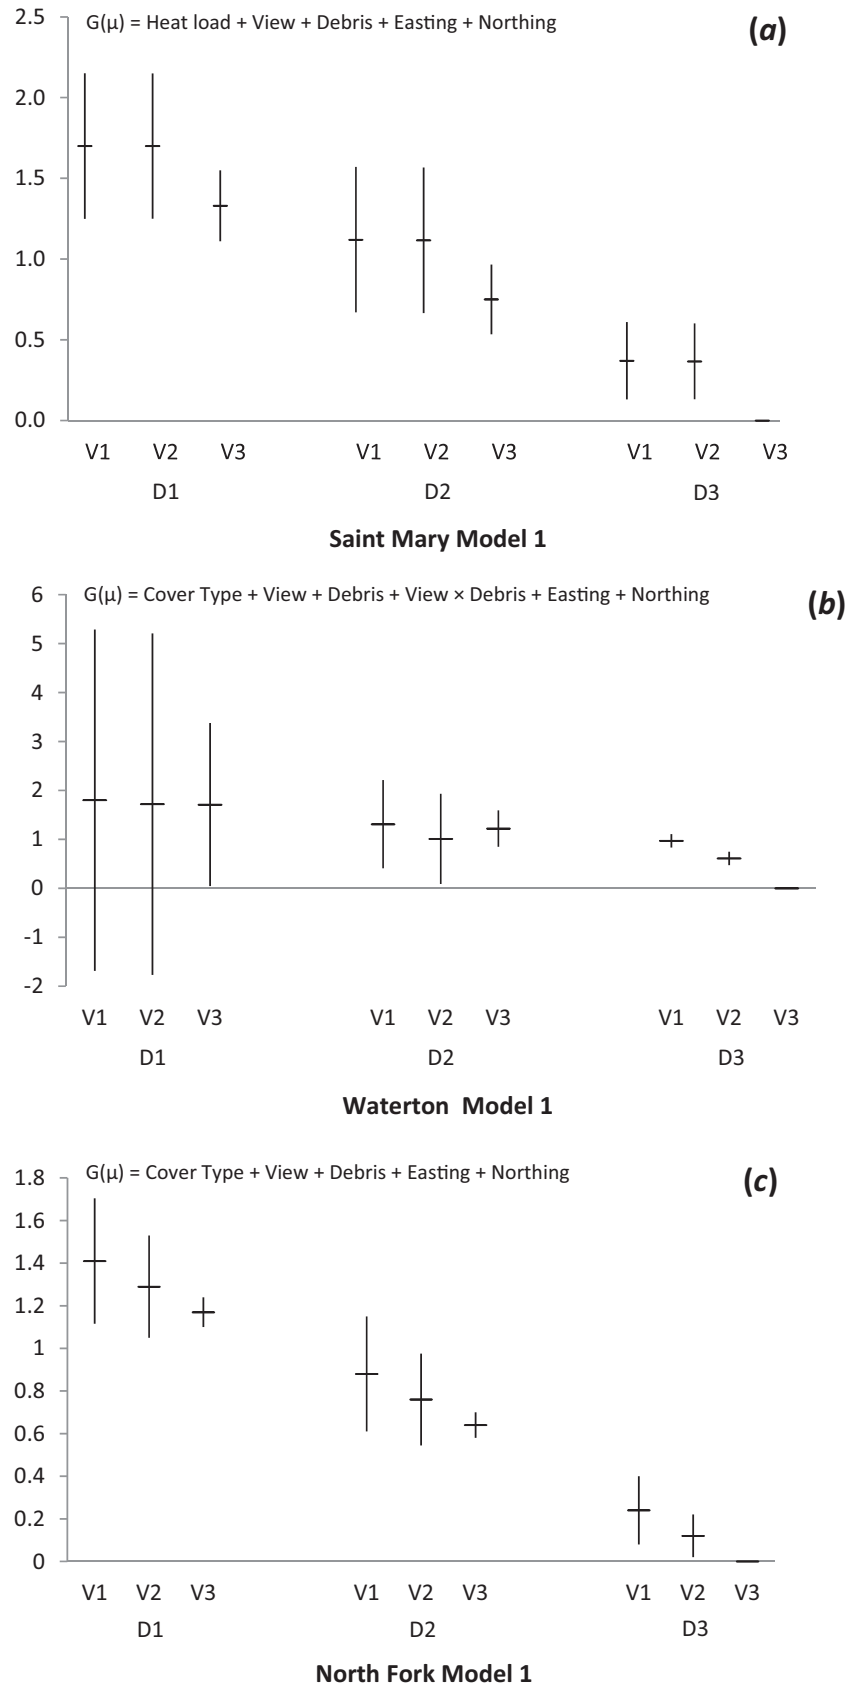 2.5
G(μ) = Heat load + View + Debris + Easting + Northing
(a)
2.0
1.5
1.0
0.5
0.0
V1 V2 V3 V1 V2 V3 V1 V2 V3
D1 D2 D3
Saint Mary Model 1
6
G(μ) = Cover Type + View + Debris + View × Debris + Easting + Northing
(b)
5
4
3
2
1
0
-1
-2
V1 V2 V3 V1 V2 V3 V1 V2 V3
D1 D2 D3
Waterton Model 1
1.8
G(μ) = Cover Type + View + Debris + Easting + Northing
(c)
1.6
1.4
1.2
1
0.8
0.6
0.4
0.2
0
V1 V2 V3 V1 V2 V3 V1 V2 V3
D1 D2 D3
North Fork Model 1